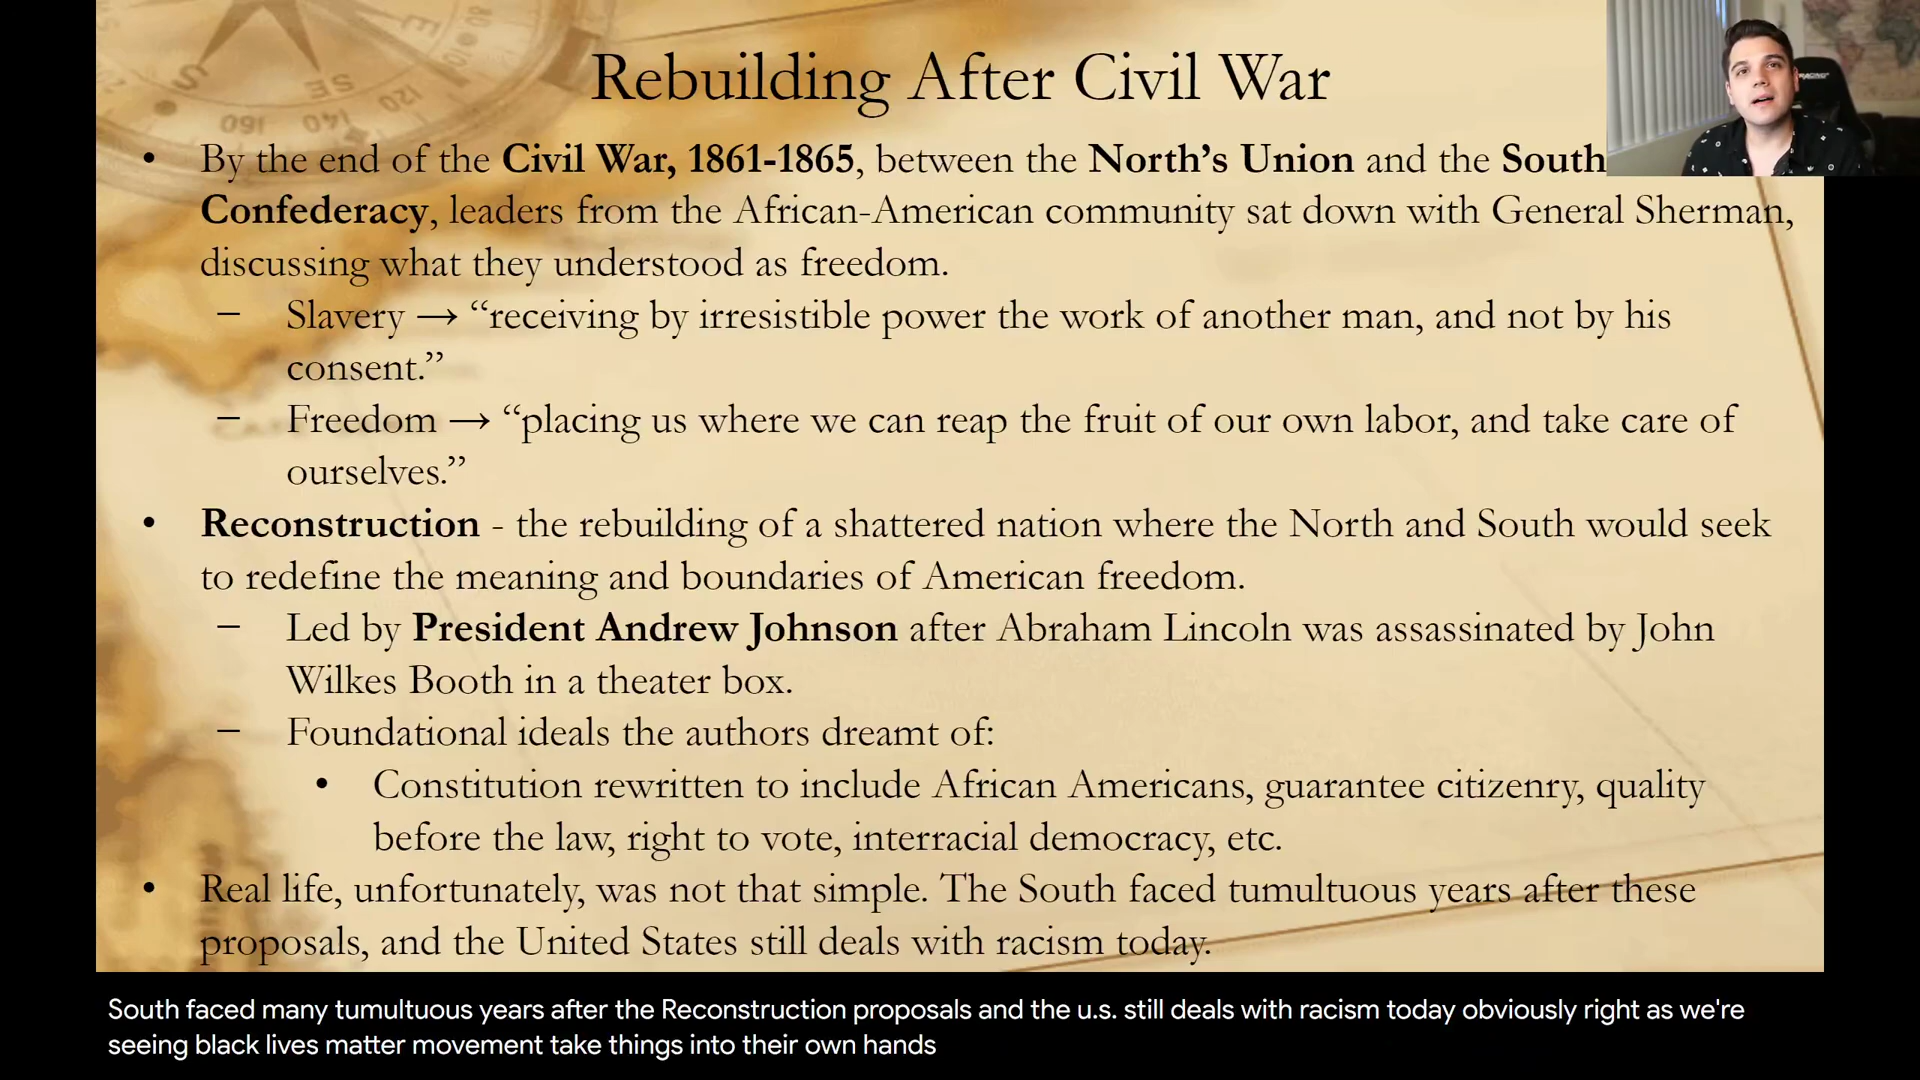 Rebuilding After Civil War
• By the end of the Civil War, 1861-1865, between the North’s Union and the South
Confederacy, leaders from the African-American community sat down with General Sherman,
discussing what they understood as freedom.
– Slavery → “receiving by irresistible power the work of another man, and not by his
consent.”
– Freedom → “placing us where we can reap the fruit of our own labor, and take care of
ourselves.”
• Reconstruction - the rebuilding of a shattered nation where the North and South would seek
to redefine the meaning and boundaries of American freedom.
– Led by President Andrew Johnson after Abraham Lincoln was assassinated by John
Wilkes Booth in a theater box.
– Foundational ideals the authors dreamt of:
• Constitution rewritten to include African Americans, guarantee citizenry, quality
before the law, right to vote, interracial democracy, etc.
• Real life, unfortunately, was not that simple. The South faced tumultuous years after these
proposals, and the United States still deals with racism today.
South faced many tumultuous years after the Reconstruction proposals and the u.s. still deals with racism today obviously right as we're
seeing black lives matter movement take things into their own hands
S
SE
E
160
140
120
80